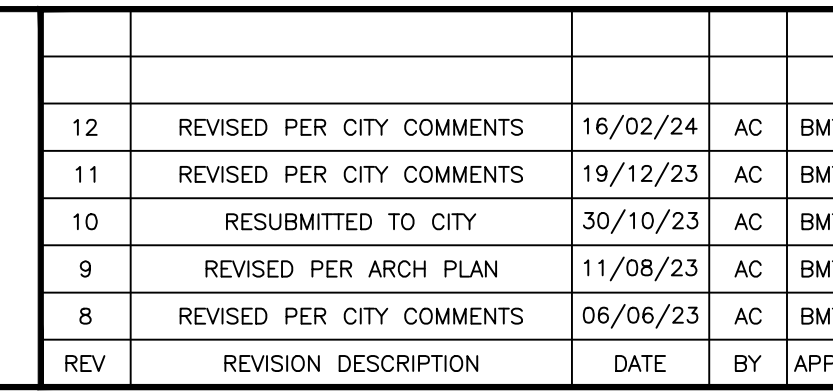 12 REVISED PER CITY COMMENTS 16/02/24 AC
11 REVISED PER CITY COMMENTS 19/12/23 AC
10 RESUBMITTED TO CITY 30/10/23 AC
9 REVISED PER ARCH PLAN 11/08/23 AC
8 REVISED PER CITY COMMENTS 06/06/23 AC
REV REVISION DESCRIPTION DATE BY